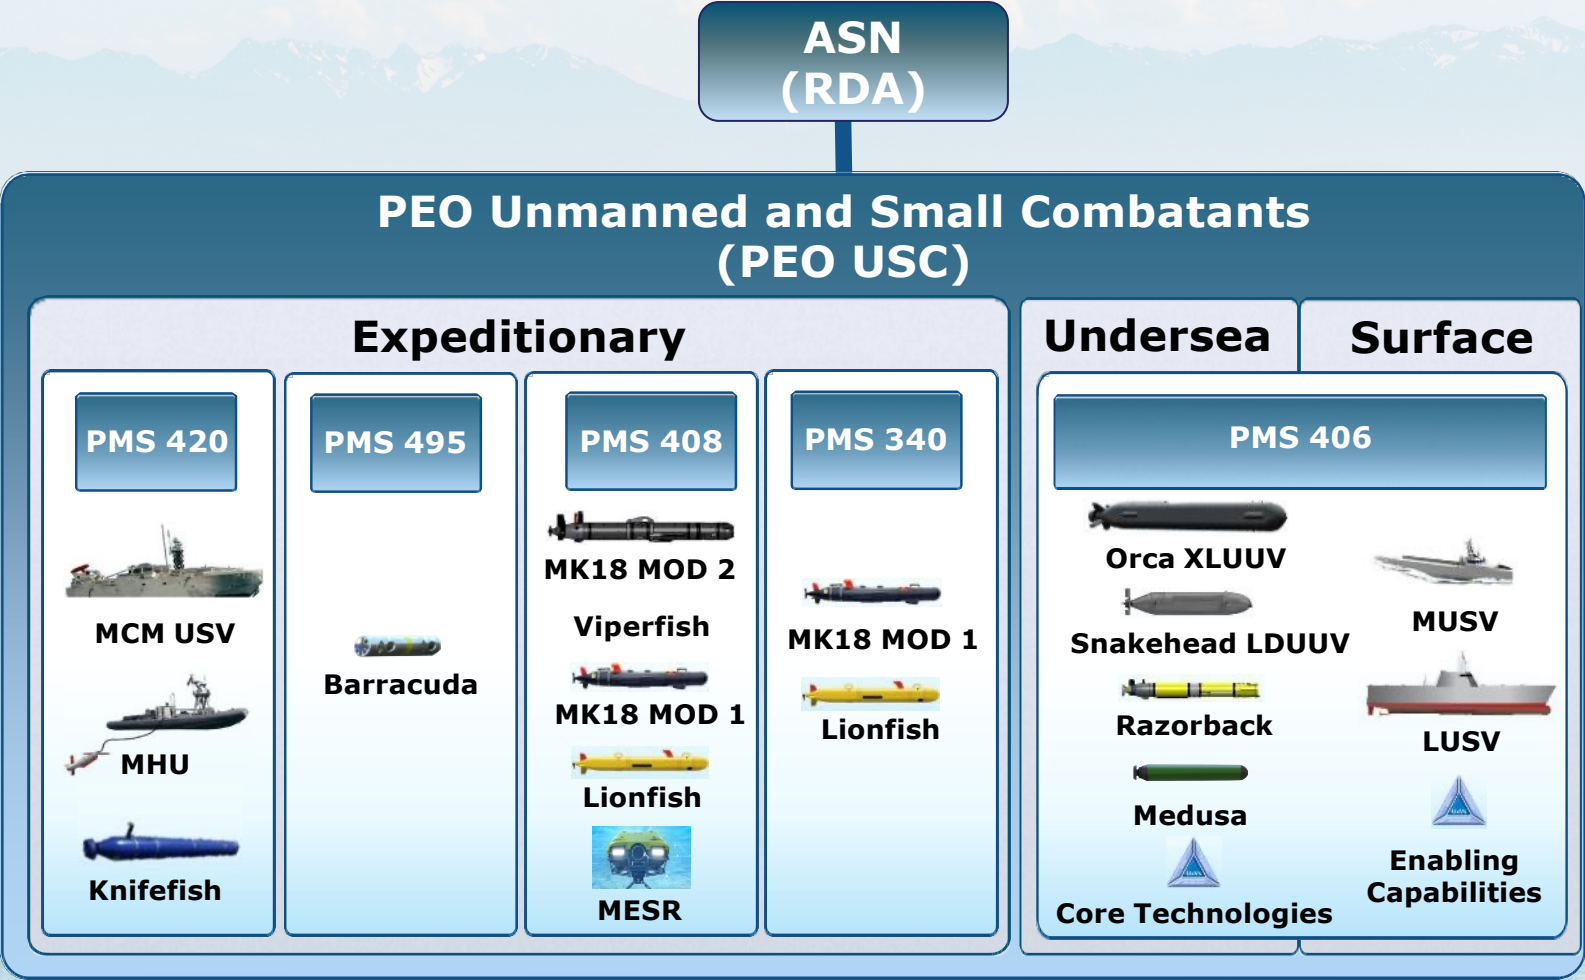 ASN
(RDA)
PEO Unmanned and Small Combatants
(PEO USC)
Expeditionary
PMS 420
MCM USV
MHU
Knifefish
PMS 495
Barracuda
PMS 408
MK18 MOD 2
Viperfish
MK18 MOD 1
Lionfish
MESR
PMS 340
MK18 MOD 1
Lionfish
Undersea
Surface
PMS 406
Orca XLUUV
Snakehead LDUUV
Razorback
Medusa
Core Technologies
MUSV
LUSV
Enabling
Capabilities